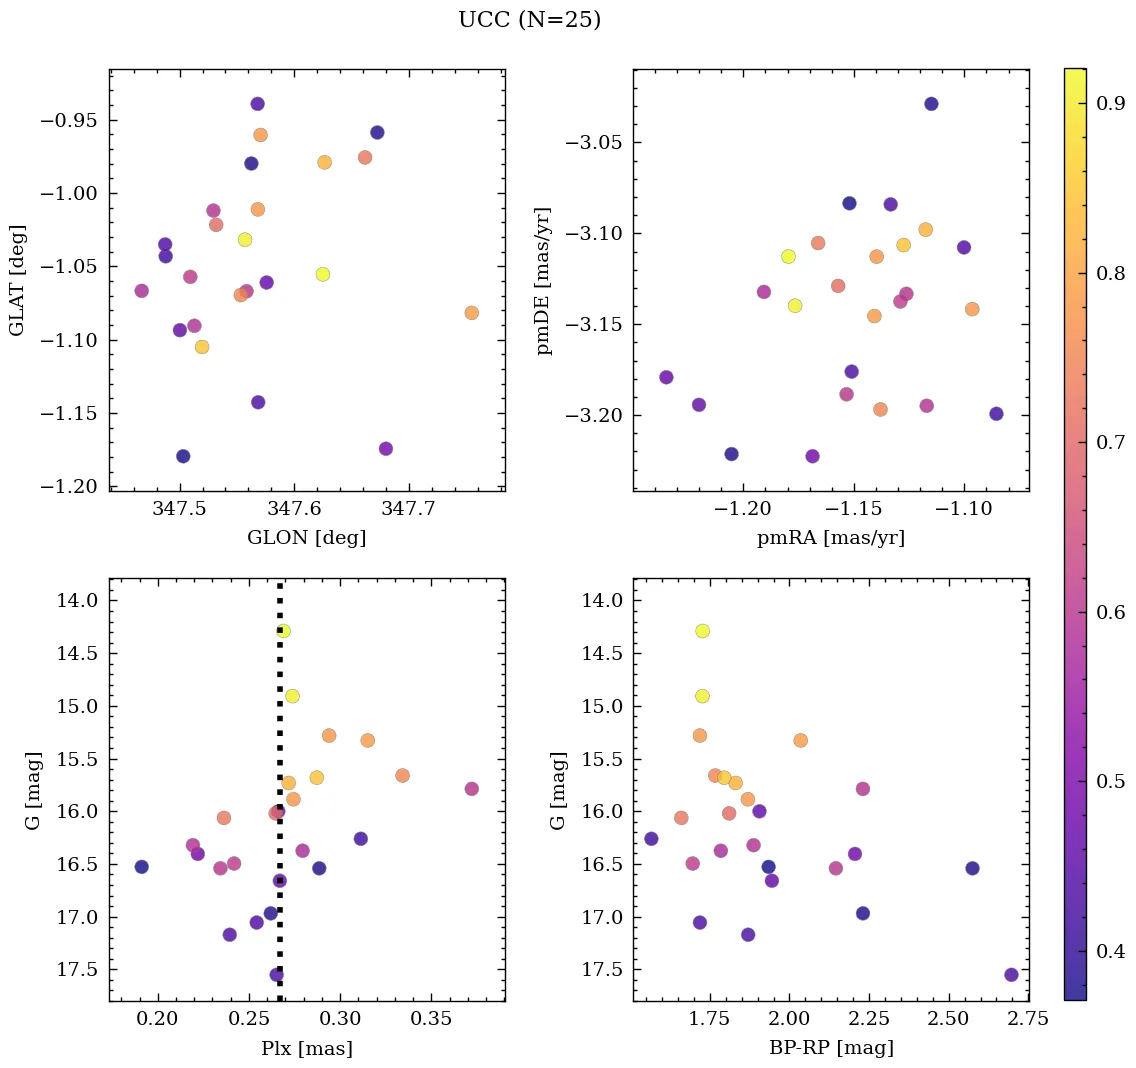 UCC (N=25)
−0.95
−1.00
−1.05
−1.10
−1.15
−1.20
GLAT [deg]
347.5 347.6 347.7
GLON [deg]
−3.05
−3.10
−3.15
−3.20
pmDE [mas/yr]
−1.20 −1.15 −1.10
pmRA [mas/yr]
14.0
14.5
15.0
15.5
16.0
16.5
17.0
17.5
G [mag]
0.20 0.25 0.30 0.35
Plx [mas]
14.0
14.5
15.0
15.5
16.0
16.5
17.0
17.5
G [mag]
1.75 2.00 2.25 2.50 2.75
BP-RP [mag]
0.9
0.8
0.7
0.6
0.5
0.4